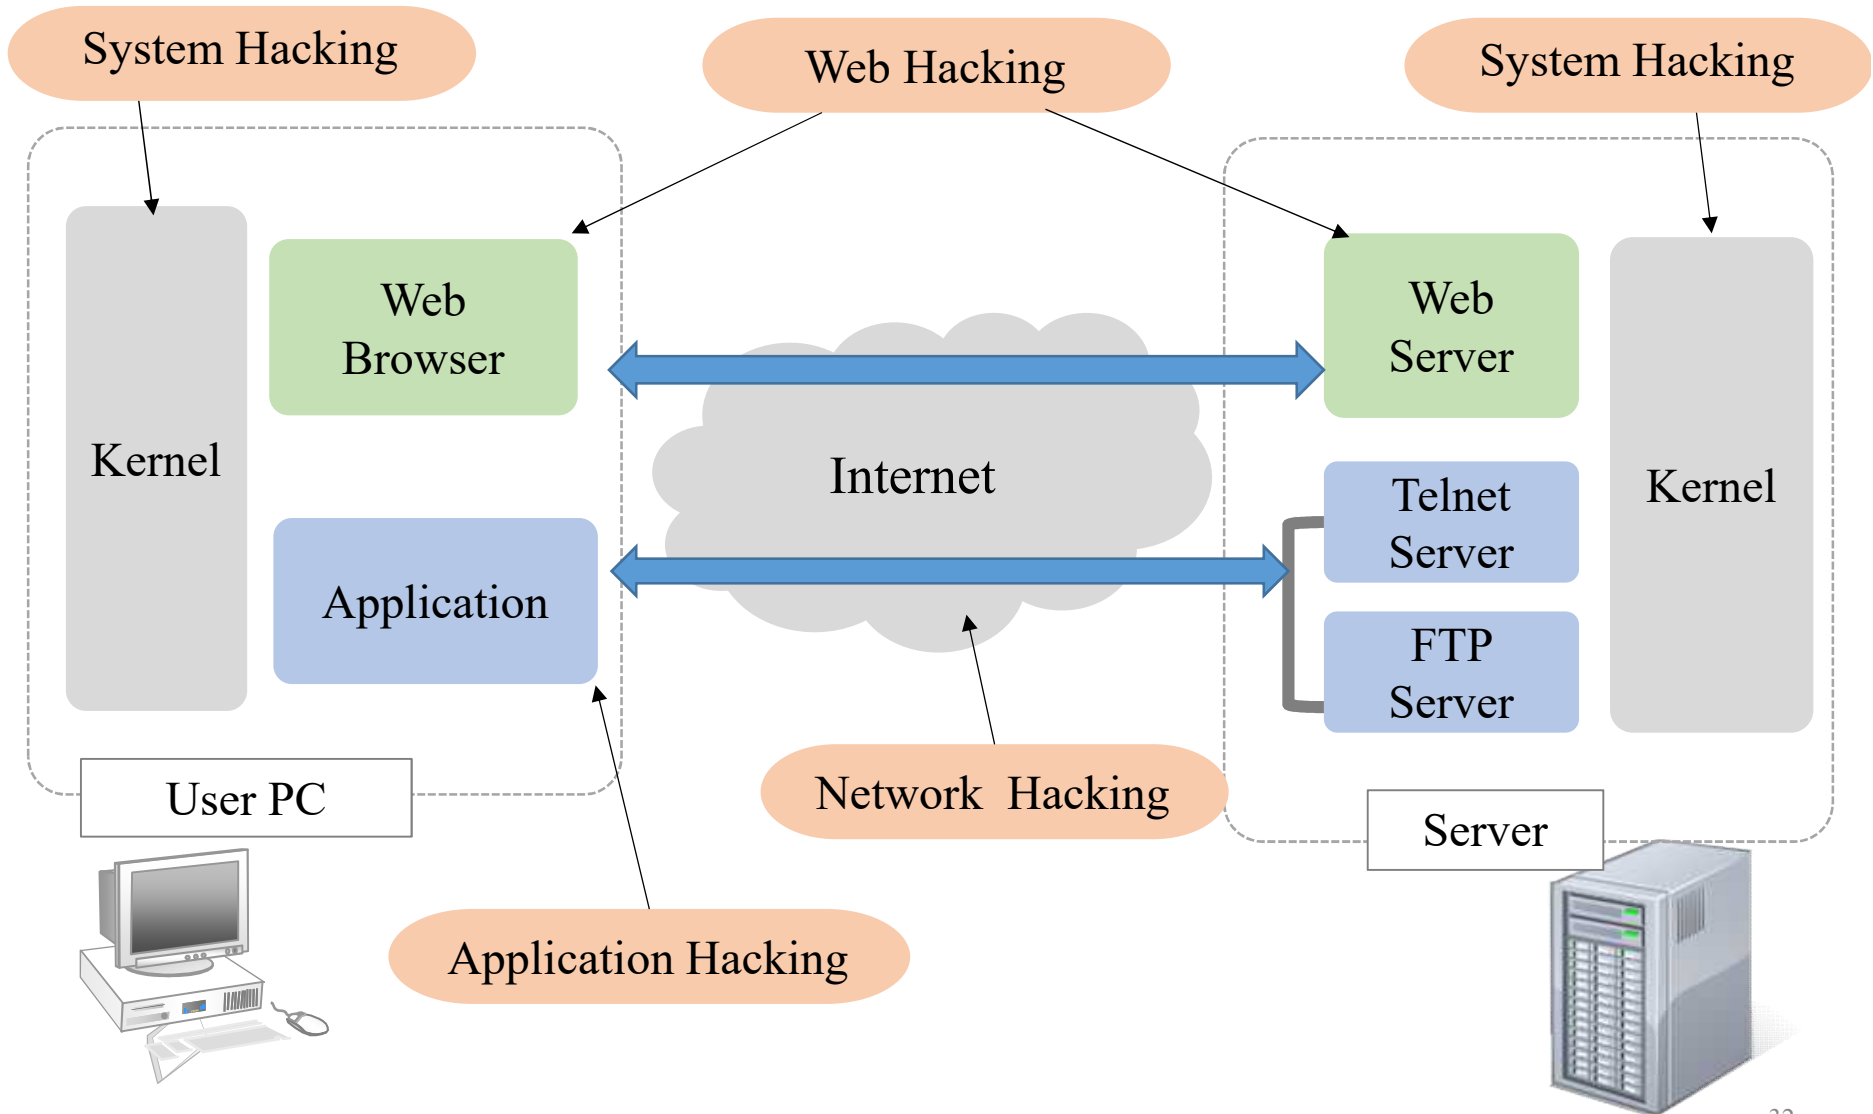 System Hacking
Web Hacking
System Hacking
Web
Browser
Web
Server
Kernel
Internet
Telnet
Server
Kernel
Application
FTP
Server
User PC
Network Hacking
Server
Application Hacking